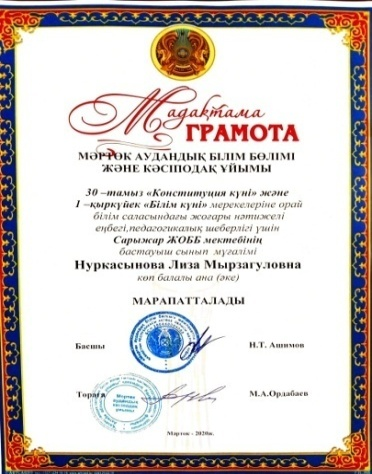 Мадақтама
ГРАМОТА
МӘРТӨК АУДАНДЫҚ БІЛІМ БӨЛІМІ
ЖӘНЕ КӘСІПОДАҚ ҰЙЫМЫ
30 –тамыз «Конституция күні» және
1 –қыркүйек «Білім күні» мерекелеріне орай
білім саласындағы жоғары нәтижелі
еңбегі,педагогикалық шеберлігі үшін
Сарыжар ЖОББ мектебінің
бастауыш сынып мұғалімі
Нуркасынова Лиза Мырзагуловна
көп балалы ана (әке)
МАРАПАТТАЛАДЫ
Басшы Н.Т. Ашимов
Төраға М.А.Ордабаев
Мәртөк - 2020ж.